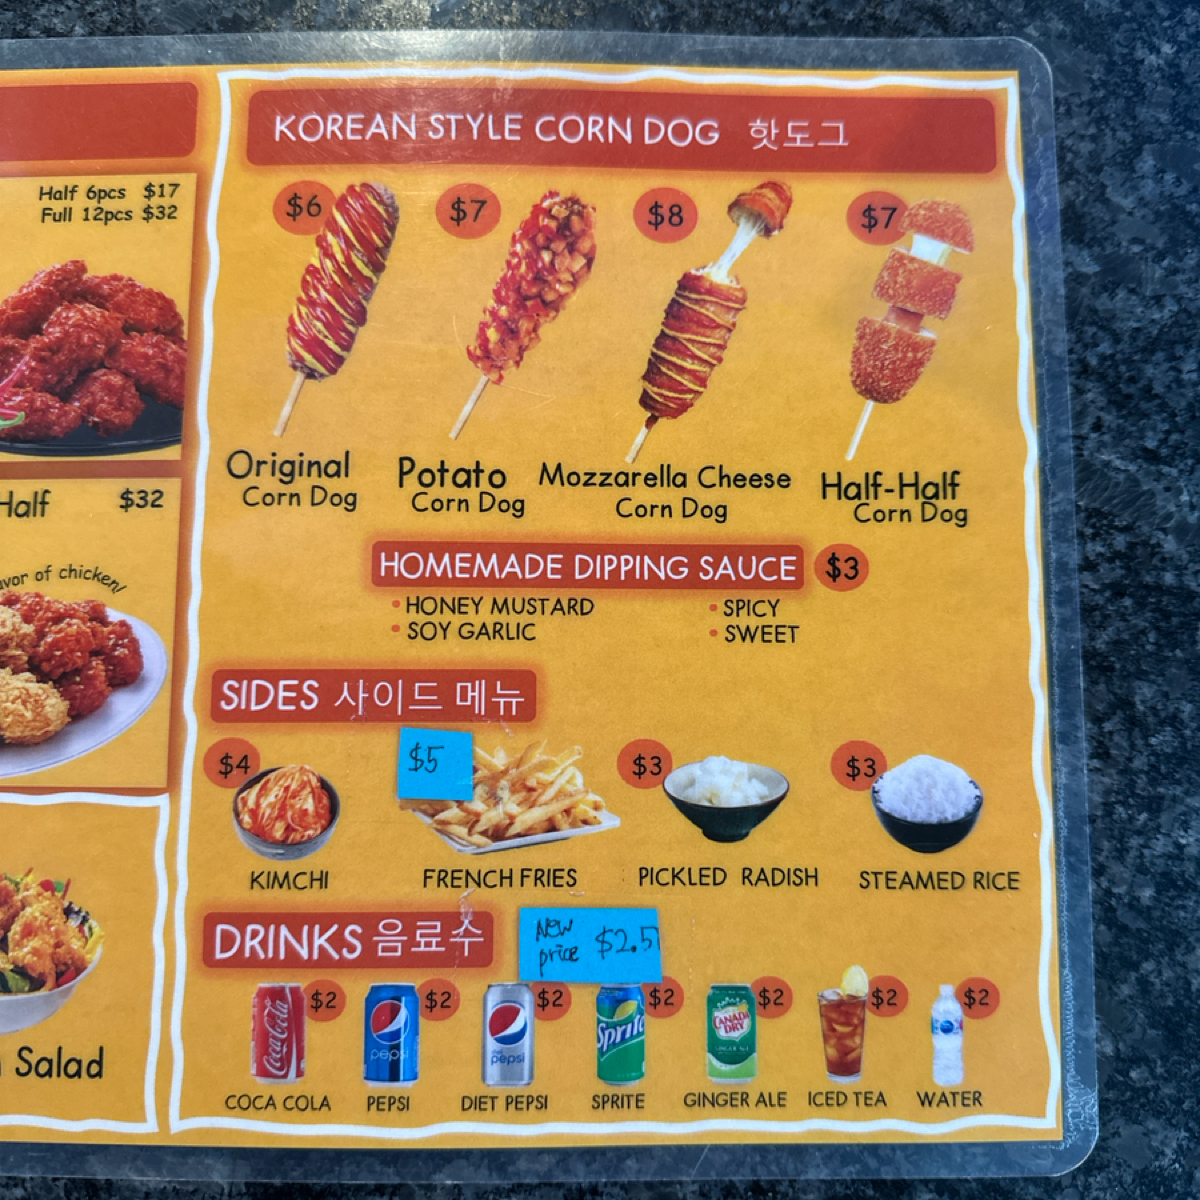 Half 6pcs $17
Full 12pcs $32
Half $32
flavor of chicken!
Salad
KOREAN STYLE CORN DOG 핫도그
$6 $7 $8 $7
Original Corn Dog
Potato Corn Dog
Mozzarella Cheese Corn Dog
Half-Half Corn Dog
HOMEMADE DIPPING SAUCE $3
• HONEY MUSTARD
• SOY GARLIC
• SPICY
• SWEET
SIDES 사이드 메뉴
$4 $5 $3 $3
KIMCHI FRENCH FRIES PICKLED RADISH STEAMED RICE
DRINKS 음료수
New price $2.5
$2 $2 $2 $2 $2 $2 $2
Coca-Cola pepsi pepsi Sprite CANADA DRY GINGER ALE
COCA COLA PEPSI DIET PEPSI SPRITE GINGER ALE ICED TEA WATER